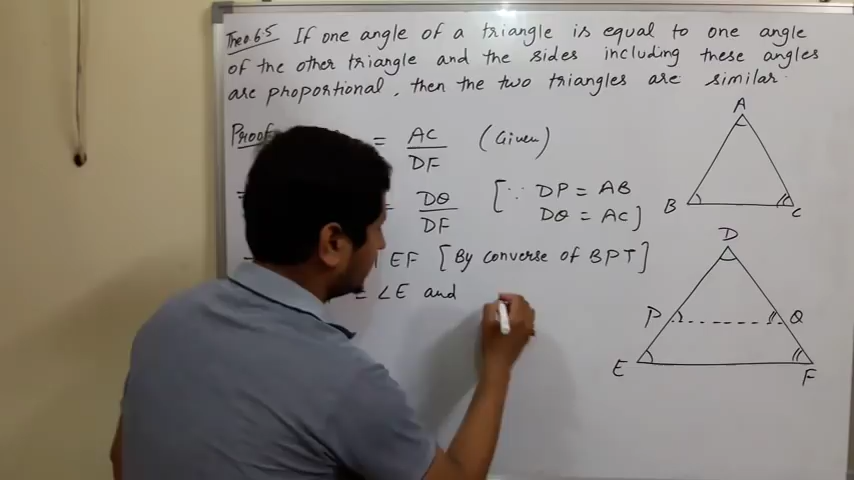 Theo.6.5 If one angle of a triangle is equal to one angle
of the other triangle and the sides including these angles
are proportional, then the two triangles are similar.
Proof
= AC/DF (Given)
= DQ/DF [∵ DP = AB
DQ = AC]
EF [By converse of BPT]
= ∠E and
A
B
C
D
P
Q
E
F